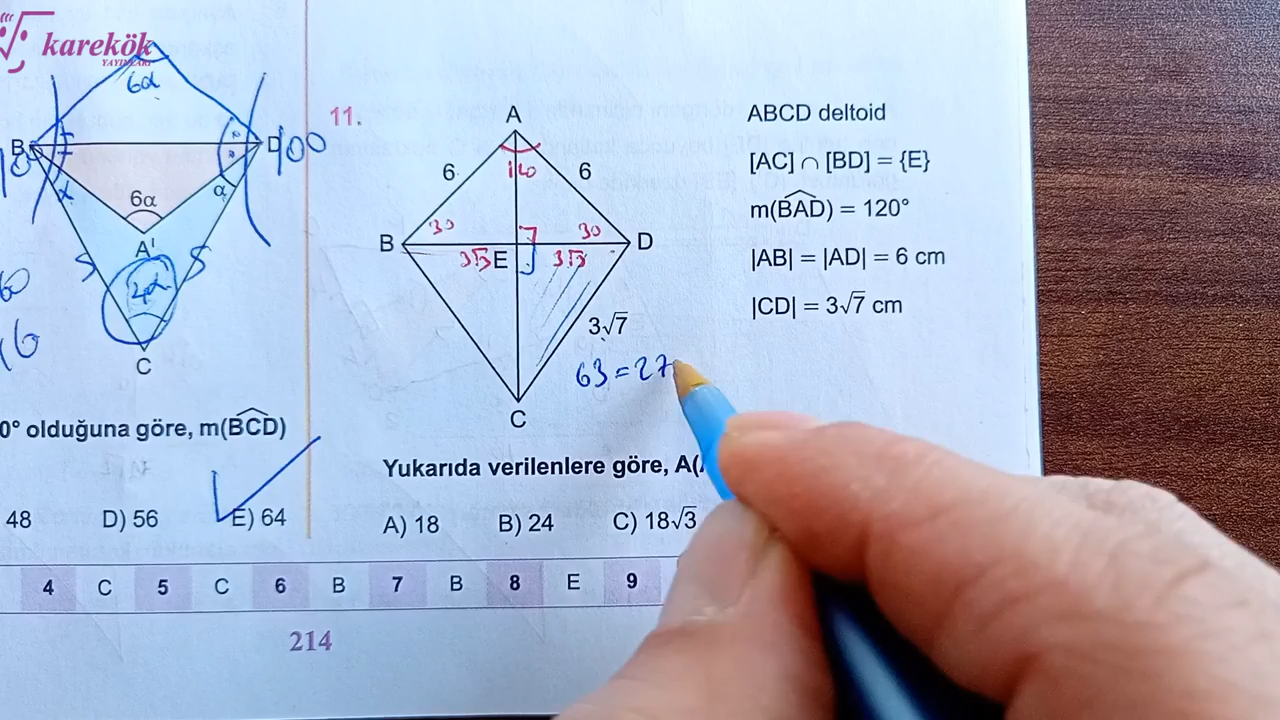 karekök
YAYINLARI
6α
B
D
100
x
α
6α
A'
S
S
4α
C
0° olduğuna göre, m(BCD)
48 D) 56 E) 64
11.
A
6
6
120
30
30
B
D
3√3
E
3√3
3√7
63=27
C
ABCD deltoid
[AC] ∩ [BD] = {E}
m(BAD) = 120°
|AB| = |AD| = 6 cm
|CD| = 3√7 cm
Yukarıda verilenlere göre, A(
A) 18 B) 24 C) 18√3
4 C 5 C 6 B 7 B 8 E 9
214